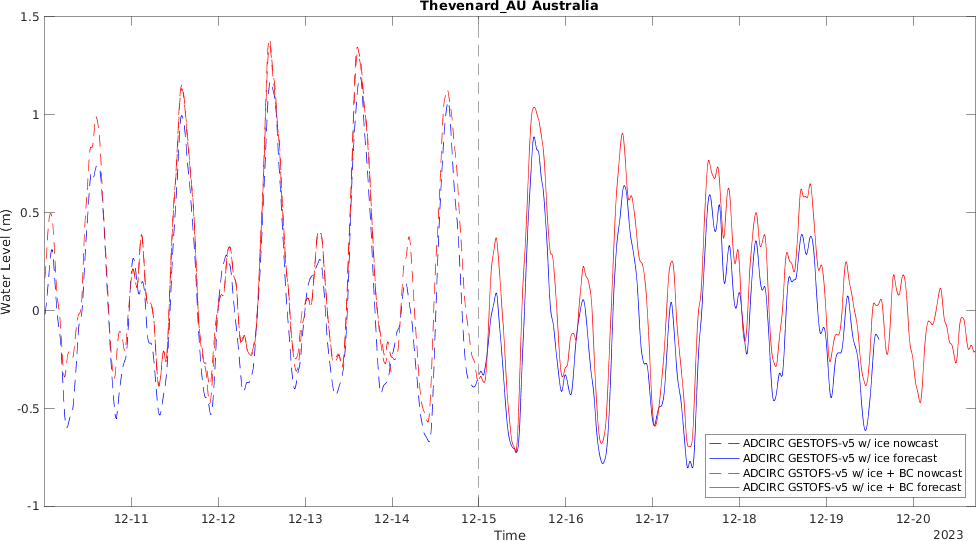 Thevenard_AU Australia
1.5
1
0.5
0
-0.5
-1
Water Level (m)
ADCIRC GESTOFS-v5 w/ ice nowcast
ADCIRC GESTOFS-v5 w/ ice forecast
ADCIRC GSTOFS-v5 w/ ice + BC nowcast
ADCIRC GSTOFS-v5 w/ ice + BC forecast
12-11 12-12 12-13 12-14 12-15 12-16 12-17 12-18 12-19 12-20
Time
2023